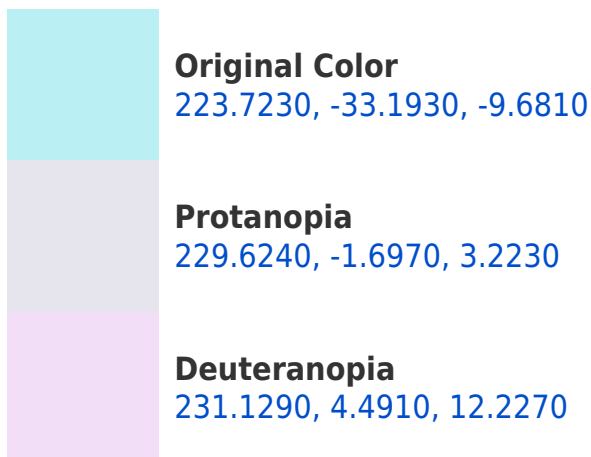 Original Color
223.7230, -33.1930, -9.6810
Protanopia
229.6240, -1.6970, 3.2230
Deuteranopia
231.1290, 4.4910, 12.2270